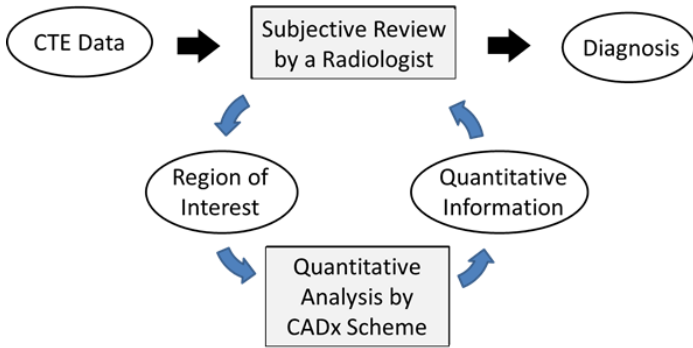 CTE Data
Subjective Review
by a Radiologist
Diagnosis
Region of
Interest
Quantitative
Information
Quantitative
Analysis by
CADx Scheme